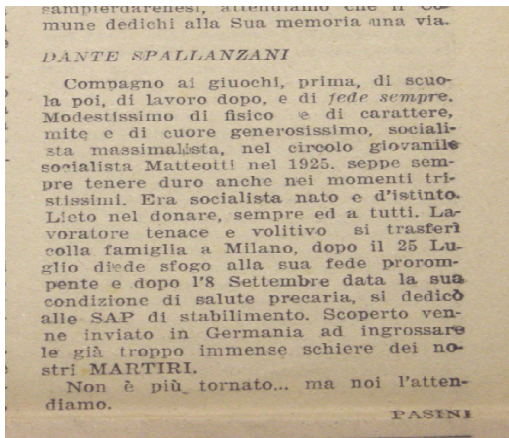 sampierdarenesi, attendiamo che il Co-
mune dedichi alla Sua memoria una via.
DANTE SPALLANZANI
Compagno ai giuochi, prima, di scuo-
la poi, di lavoro dopo, e di fede sempre.
Modestissimo di fisico e di carattere,
mite e di cuore generosissimo, sociali-
sta massimalista, nel circolo giovanile
socialista Matteotti nel 1925. seppe sem-
pre tenere duro anche nei momenti tri-
stissimi. Era socialista nato e d'istinto.
Lieto nel donare, sempre ed a tutti. La-
voratore tenace e volitivo si trasferì
colla famiglia a Milano, dopo il 25 Lu-
glio diede sfogo alla sua fede prorom-
pente e dopo l'8 Settembre data la sua
condizione di salute precaria, si dedicò
alle SAP di stabilimento. Scoperto ven-
ne inviato in Germania ad ingrossare
le già troppo immense schiere dei no-
stri MARTIRI.
Non è più tornato... ma noi l'atten-
diamo.
PASINI